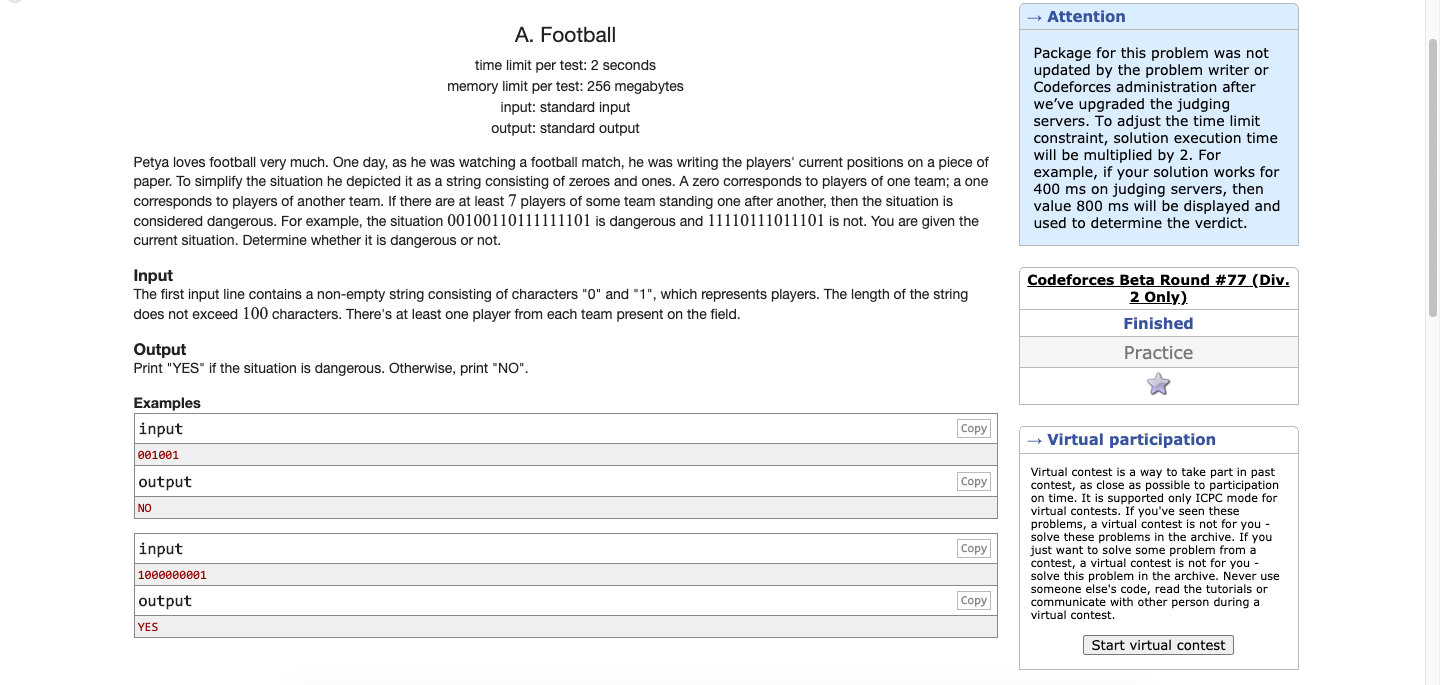 A. Football
time limit per test: 2 seconds
memory limit per test: 256 megabytes
input: standard input
output: standard output
Petya loves football very much. One day, as he was watching a football match, he was writing the players' current positions on a piece of
paper. To simplify the situation he depicted it as a string consisting of zeroes and ones. A zero corresponds to players of one team; a one
corresponds to players of another team. If there are at least 7 players of some team standing one after another, then the situation is
considered dangerous. For example, the situation 00100110111111101 is dangerous and 11110111011101 is not. You are given the
current situation. Determine whether it is dangerous or not.
Input
The first input line contains a non-empty string consisting of characters "0" and "1", which represents players. The length of the string
does not exceed 100 characters. There's at least one player from each team present on the field.
Output
Print "YES" if the situation is dangerous. Otherwise, print "NO".
Examples
input
Copy
001001
output
Copy
NO
input
Copy
1000000001
output
Copy
YES
→ Attention
Package for this problem was not
updated by the problem writer or
Codeforces administration after
we've upgraded the judging
servers. To adjust the time limit
constraint, solution execution time
will be multiplied by 2. For
example, if your solution works for
400 ms on judging servers, then
value 800 ms will be displayed and
used to determine the verdict.
Codeforces Beta Round #77 (Div.
2 Only)
Finished
Practice
→ Virtual participation
Virtual contest is a way to take part in past
contest, as close as possible to participation
on time. It is supported only ICPC mode for
virtual contests. If you've seen these
problems, a virtual contest is not for you -
solve these problems in the archive. If you
just want to solve some problem from a
contest, a virtual contest is not for you -
solve this problem in the archive. Never use
someone else's code, read the tutorials or
communicate with other person during a
virtual contest.
Start virtual contest